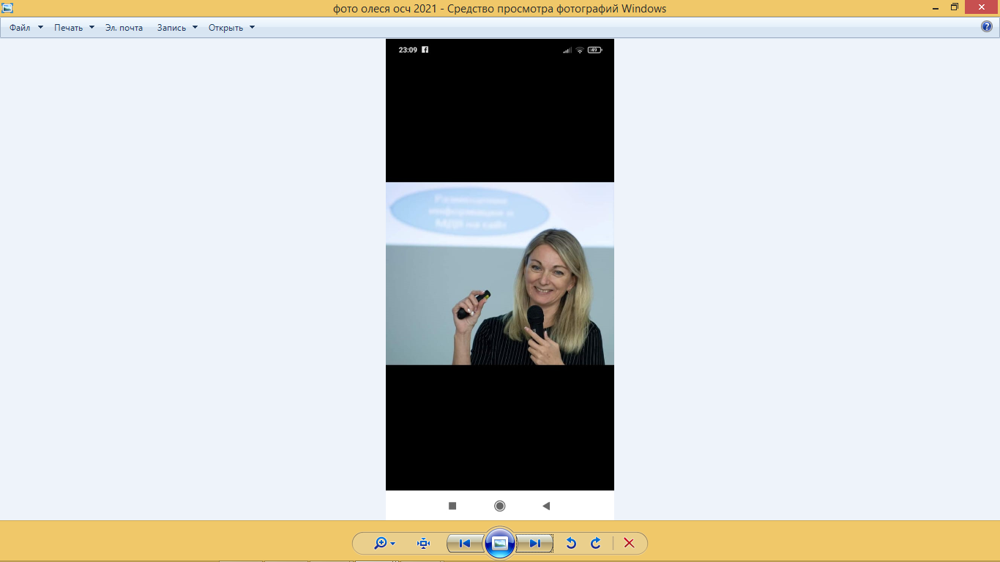 фото олеся осч 2021 - Средство просмотра фотографий Windows
Файл Печать Эл. почта Запись Открыть
23:09 49
Размещение
информации о
МДЦ на сайт